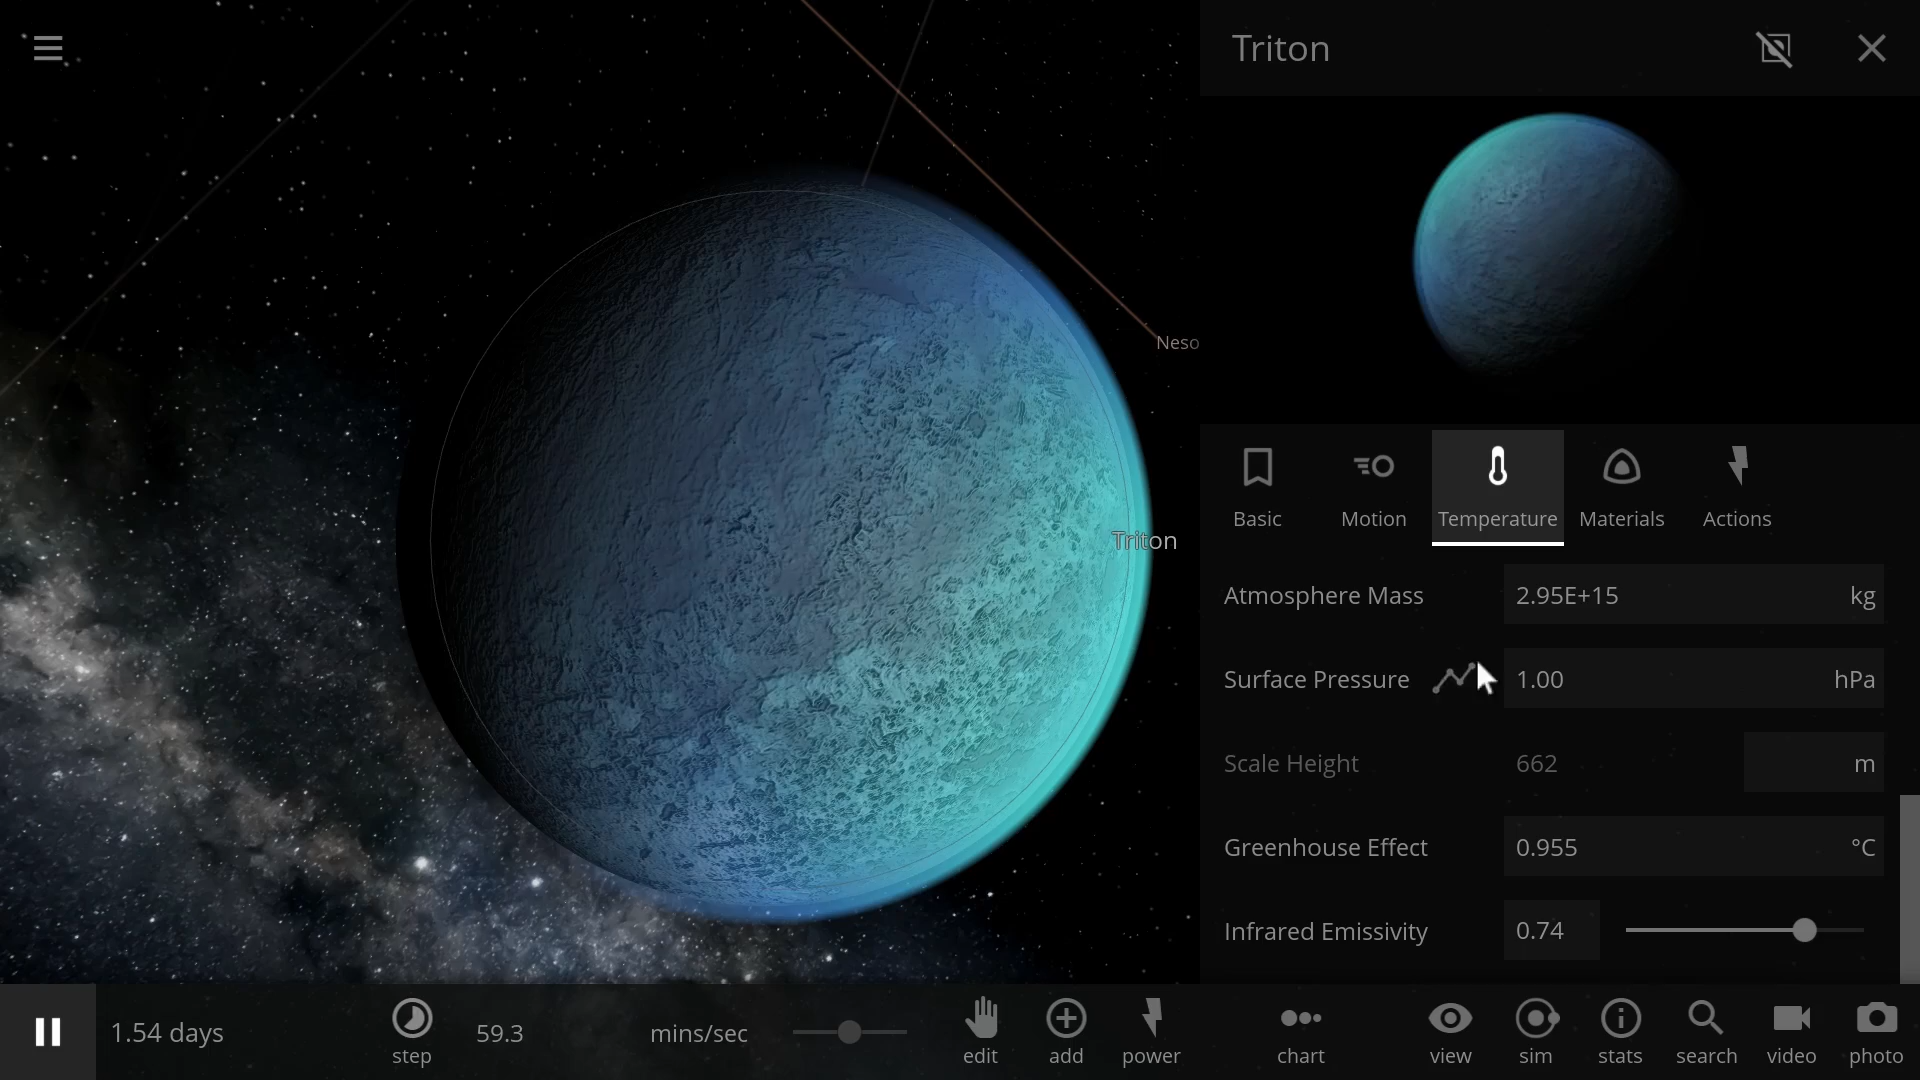 Triton
Neso
Triton
Basic
Motion
Temperature
Materials
Actions
Atmosphere Mass 2.95E+15 kg
Surface Pressure 1.00 hPa
Scale Height 662 m
Greenhouse Effect 0.955 °C
Infrared Emissivity 0.74
1.54 days
step
59.3 mins/sec
edit
add
power
chart
view
sim
stats
search
video
photo